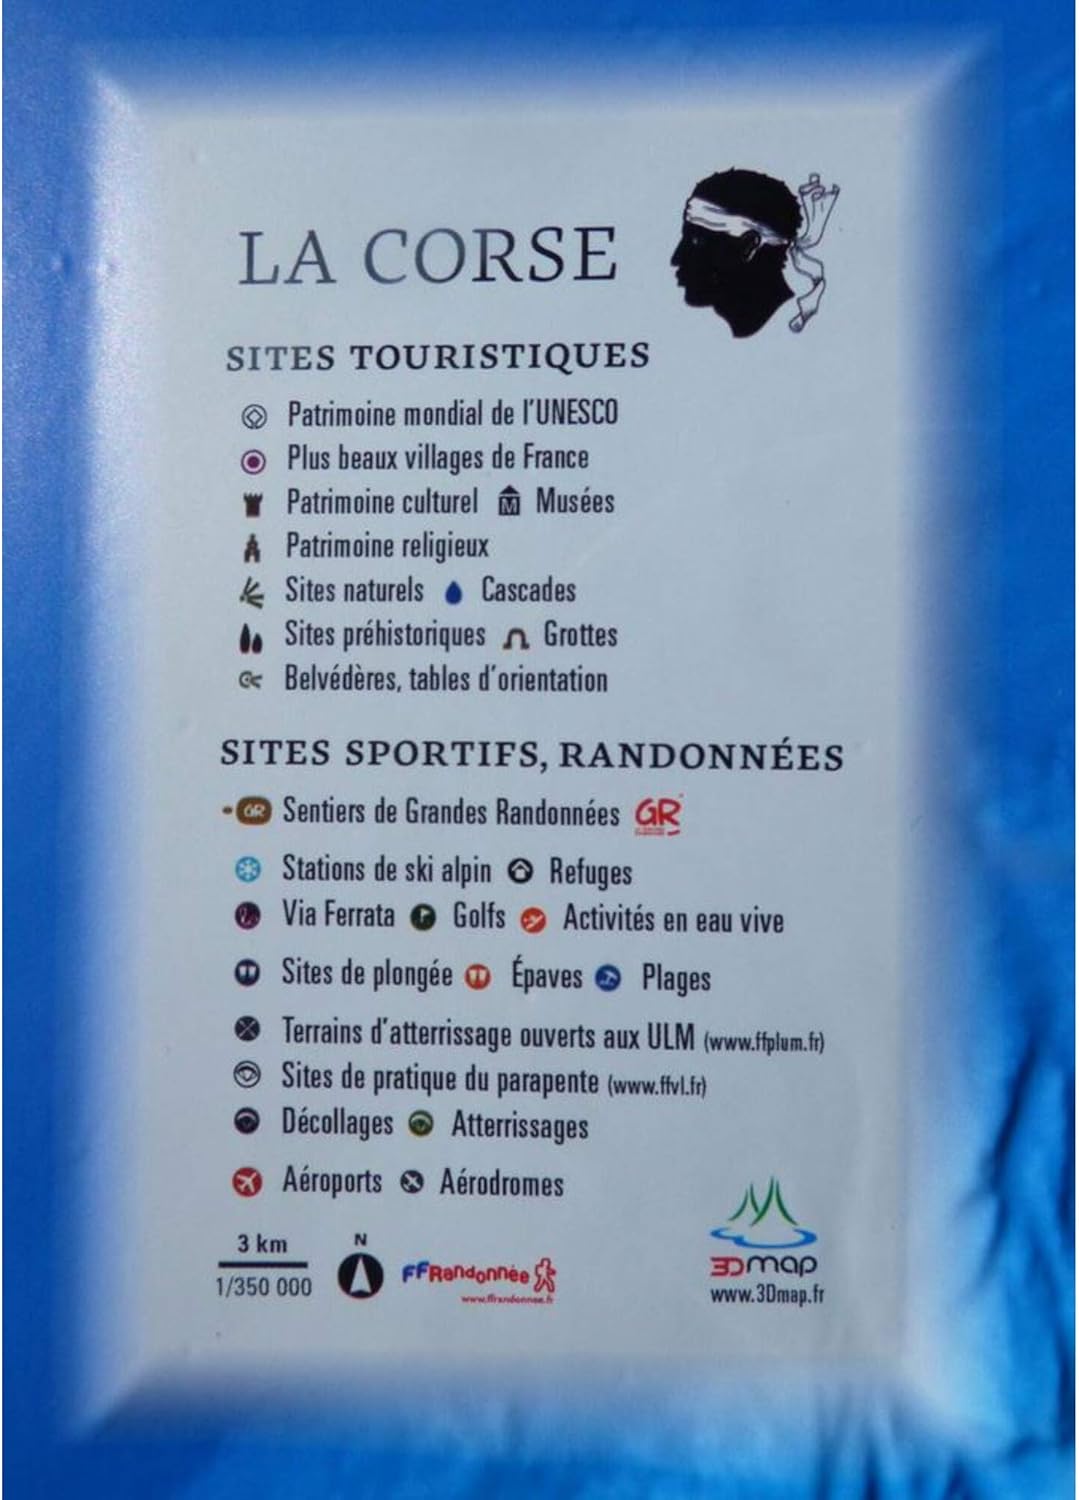 LA CORSE
SITES TOURISTIQUES
Patrimoine mondial de l'UNESCO
Plus beaux villages de France
Patrimoine culturel M Musées
Patrimoine religieux
Sites naturels Cascades
Sites préhistoriques Grottes
Belvédères, tables d'orientation
SITES SPORTIFS, RANDONNÉES
GR Sentiers de Grandes Randonnées GR
Stations de ski alpin Refuges
Via Ferrata Golfs Activités en eau vive
Sites de plongée Épaves Plages
Terrains d'atterrissage ouverts aux ULM (www.ffplum.fr)
Sites de pratique du parapente (www.ffvl.fr)
Décollages Atterrissages
Aéroports Aérodromes
3 km
1/350 000
N
FFRandonnée
www.ffrandonnee.fr
3Dmap
www.3Dmap.fr